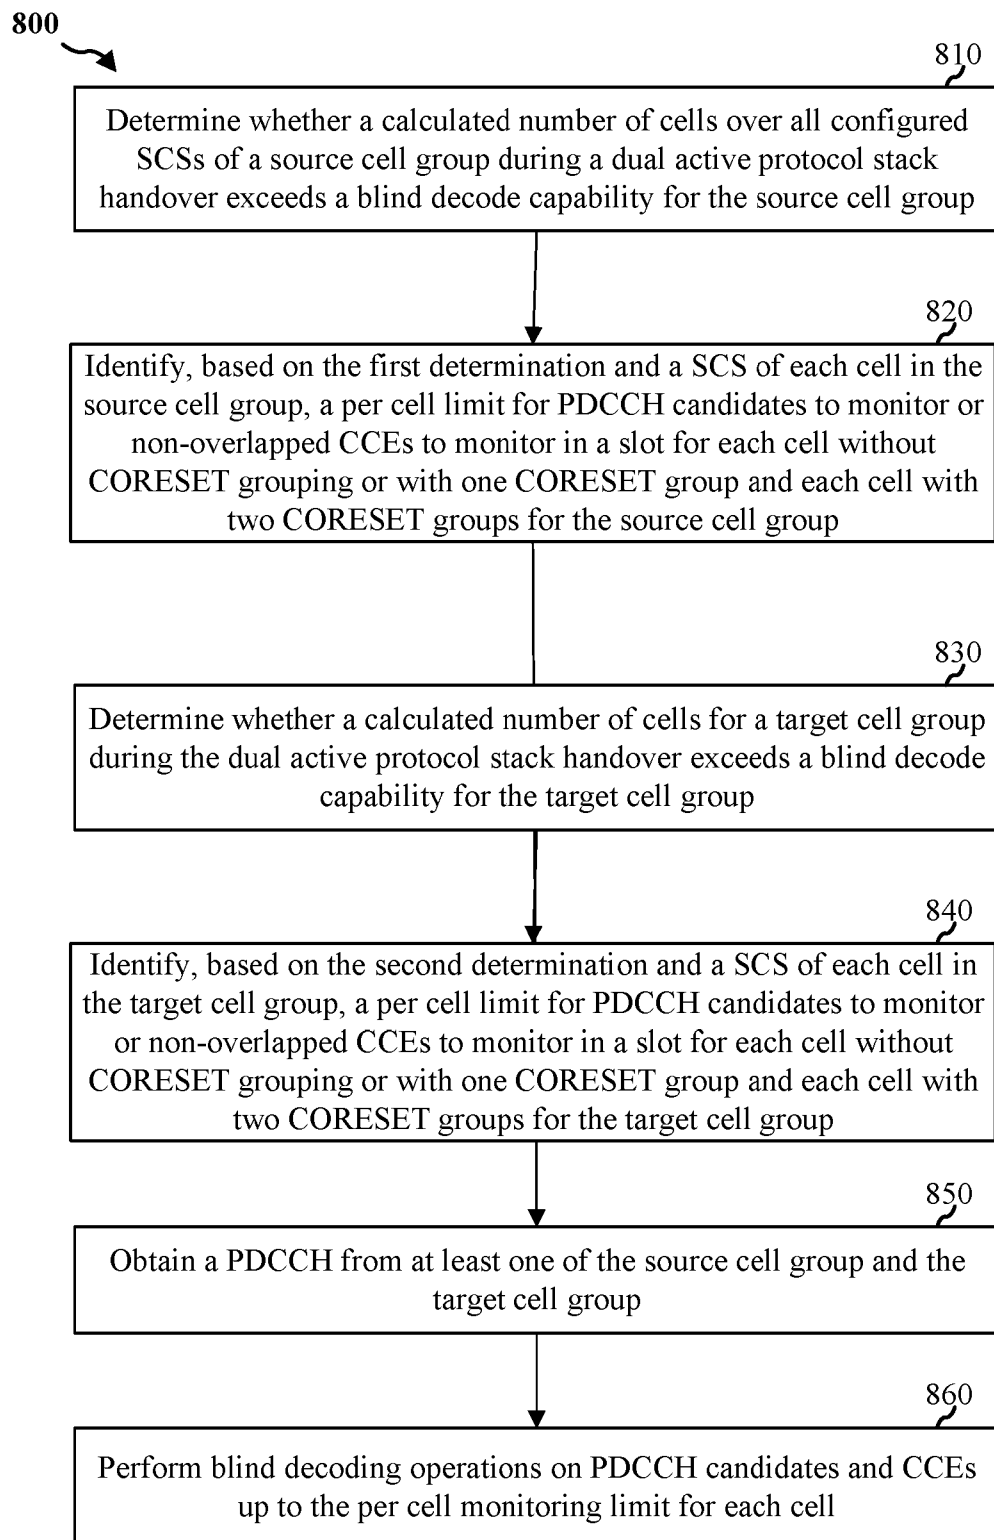 800
810
Determine whether a calculated number of cells over all configured
SCSs of a source cell group during a dual active protocol stack
handover exceeds a blind decode capability for the source cell group
820
Identify, based on the first determination and a SCS of each cell in the
source cell group, a per cell limit for PDCCH candidates to monitor or
non-overlapped CCEs to monitor in a slot for each cell without
CORESET grouping or with one CORESET group and each cell with
two CORESET groups for the source cell group
830
Determine whether a calculated number of cells for a target cell group
during the dual active protocol stack handover exceeds a blind decode
capability for the target cell group
840
Identify, based on the second determination and a SCS of each cell in
the target cell group, a per cell limit for PDCCH candidates to monitor
or non-overlapped CCEs to monitor in a slot for each cell without
CORESET grouping or with one CORESET group and each cell with
two CORESET groups for the target cell group
850
Obtain a PDCCH from at least one of the source cell group and the
target cell group
860
Perform blind decoding operations on PDCCH candidates and CCEs
up to the per cell monitoring limit for each cell